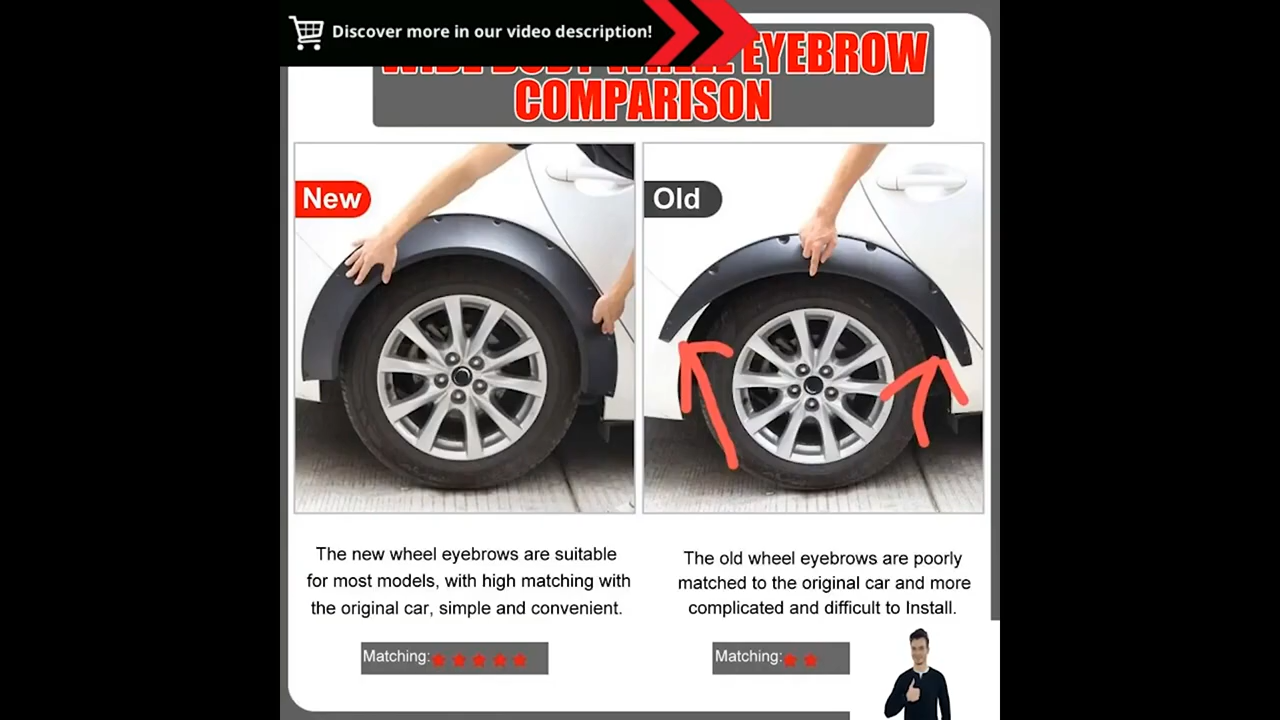 Discover more in our video description!
EYEBROW
COMPARISON
New
Old
The new wheel eyebrows are suitable
for most models, with high matching with
the original car, simple and convenient.
The old wheel eyebrows are poorly
matched to the original car and more
complicated and difficult to Install.
Matching:
Matching: